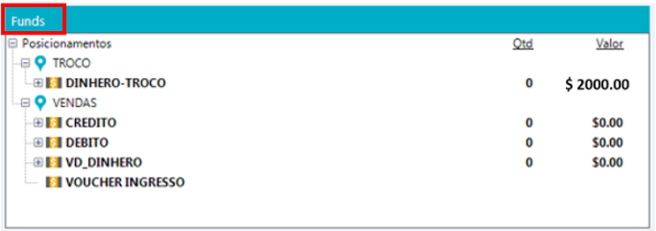 Funds
Posicionamentos Qtd Valor
TROCO
DINHERO-TROCO 0 $ 2000.00
VENDAS
CREDITO 0 $0.00
DEBITO 0 $0.00
VD_DINHERO 0 $0.00
VOUCHER INGRESSO